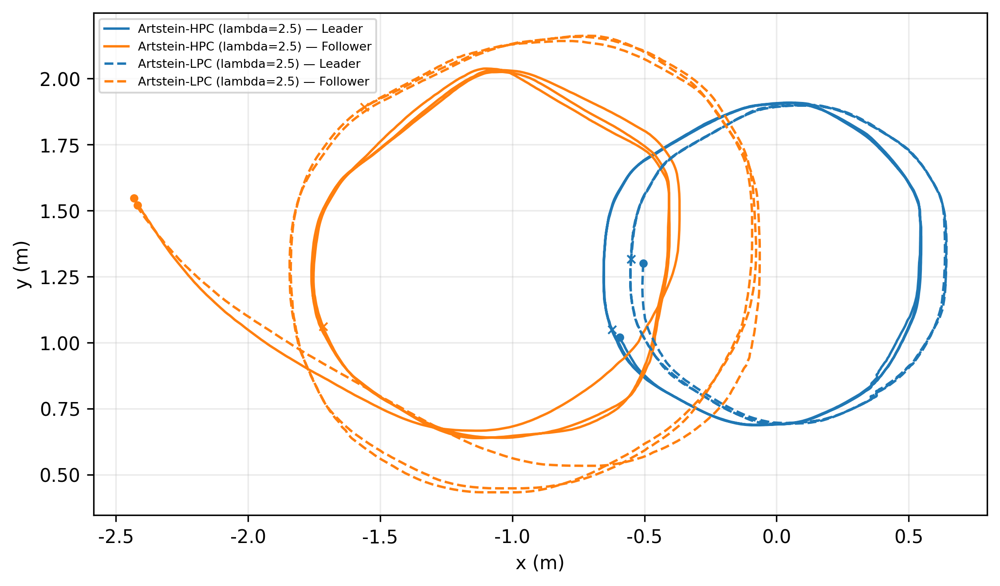 Artstein-HPC (lambda=2.5) — Leader
Artstein-HPC (lambda=2.5) — Follower
Artstein-LPC (lambda=2.5) — Leader
Artstein-LPC (lambda=2.5) — Follower
2.00
1.75
1.50
1.25
1.00
0.75
0.50
y (m)
-2.5 -2.0 -1.5 -1.0 -0.5 0.0 0.5
x (m)